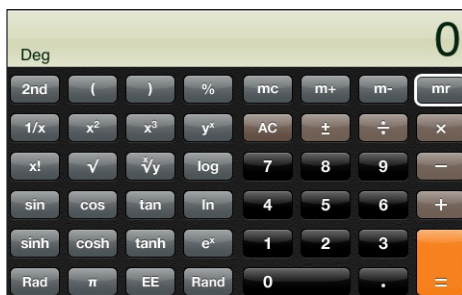 0
Deg
2nd ( ) % mc m+ m- mr
1/x x² x³ yˣ AC ± ÷ ×
x! √ ˣ√y log 7 8 9 −
sin cos tan ln 4 5 6 +
sinh cosh tanh eˣ 1 2 3
Rad π EE Rand 0 . =